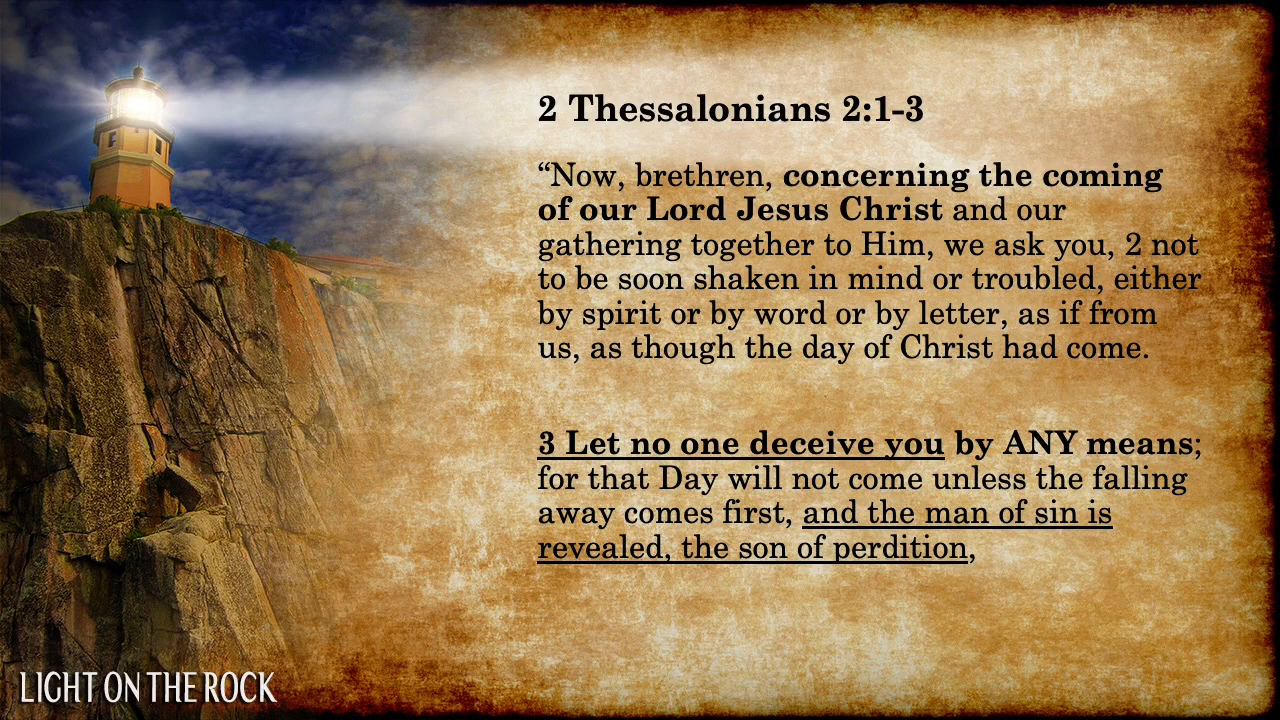 2 Thessalonians 2:1-3
“Now, brethren, concerning the coming
of our Lord Jesus Christ and our
gathering together to Him, we ask you, 2 not
to be soon shaken in mind or troubled, either
by spirit or by word or by letter, as if from
us, as though the day of Christ had come.
3 Let no one deceive you by ANY means;
for that Day will not come unless the falling
away comes first, and the man of sin is
revealed, the son of perdition,
LIGHT ON THE ROCK